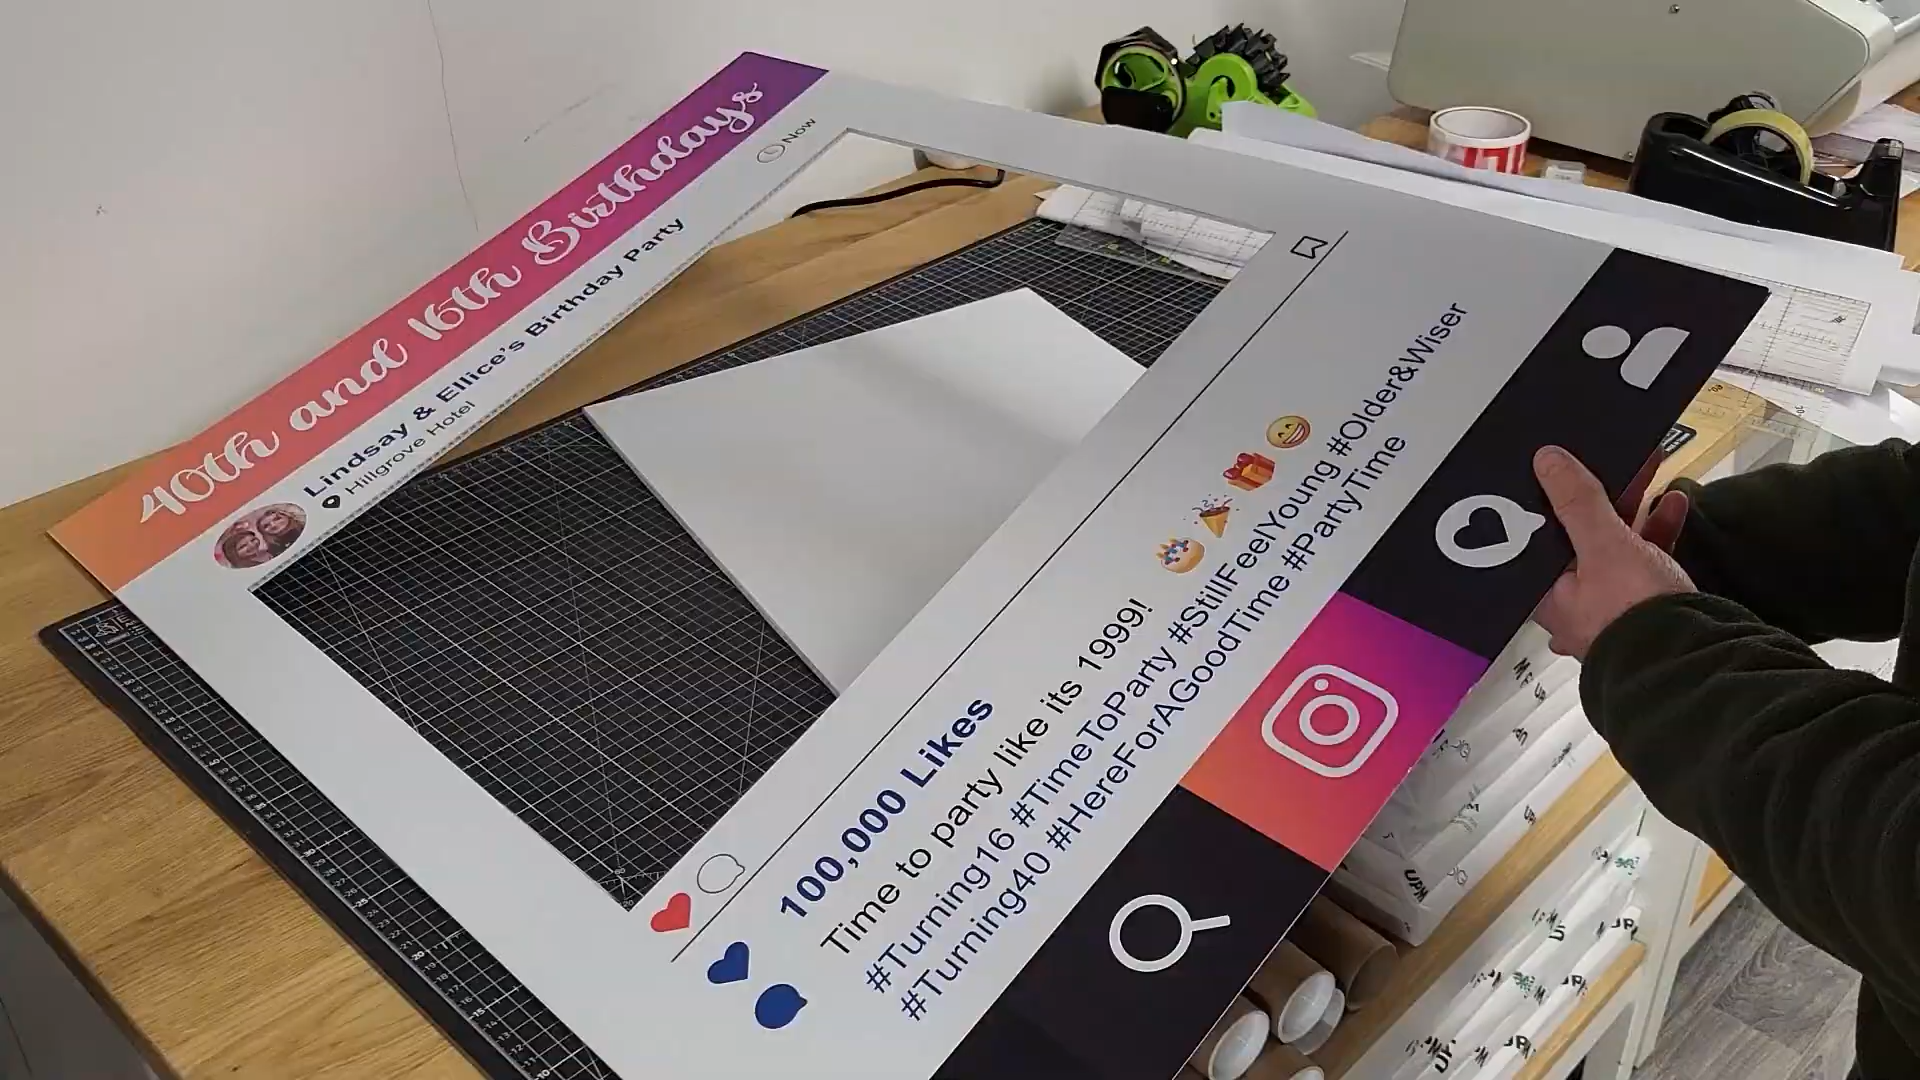 40th and 16th Birthdays
Lindsay & Ellice's Birthday Party
Hillgrove Hotel
Now
100,000 Likes
Time to party like its 1999!
#Turning16 #TimeToParty #StillFeelYoung #Older&Wiser
#Turning40 #HereForAGoodTime #PartyTime